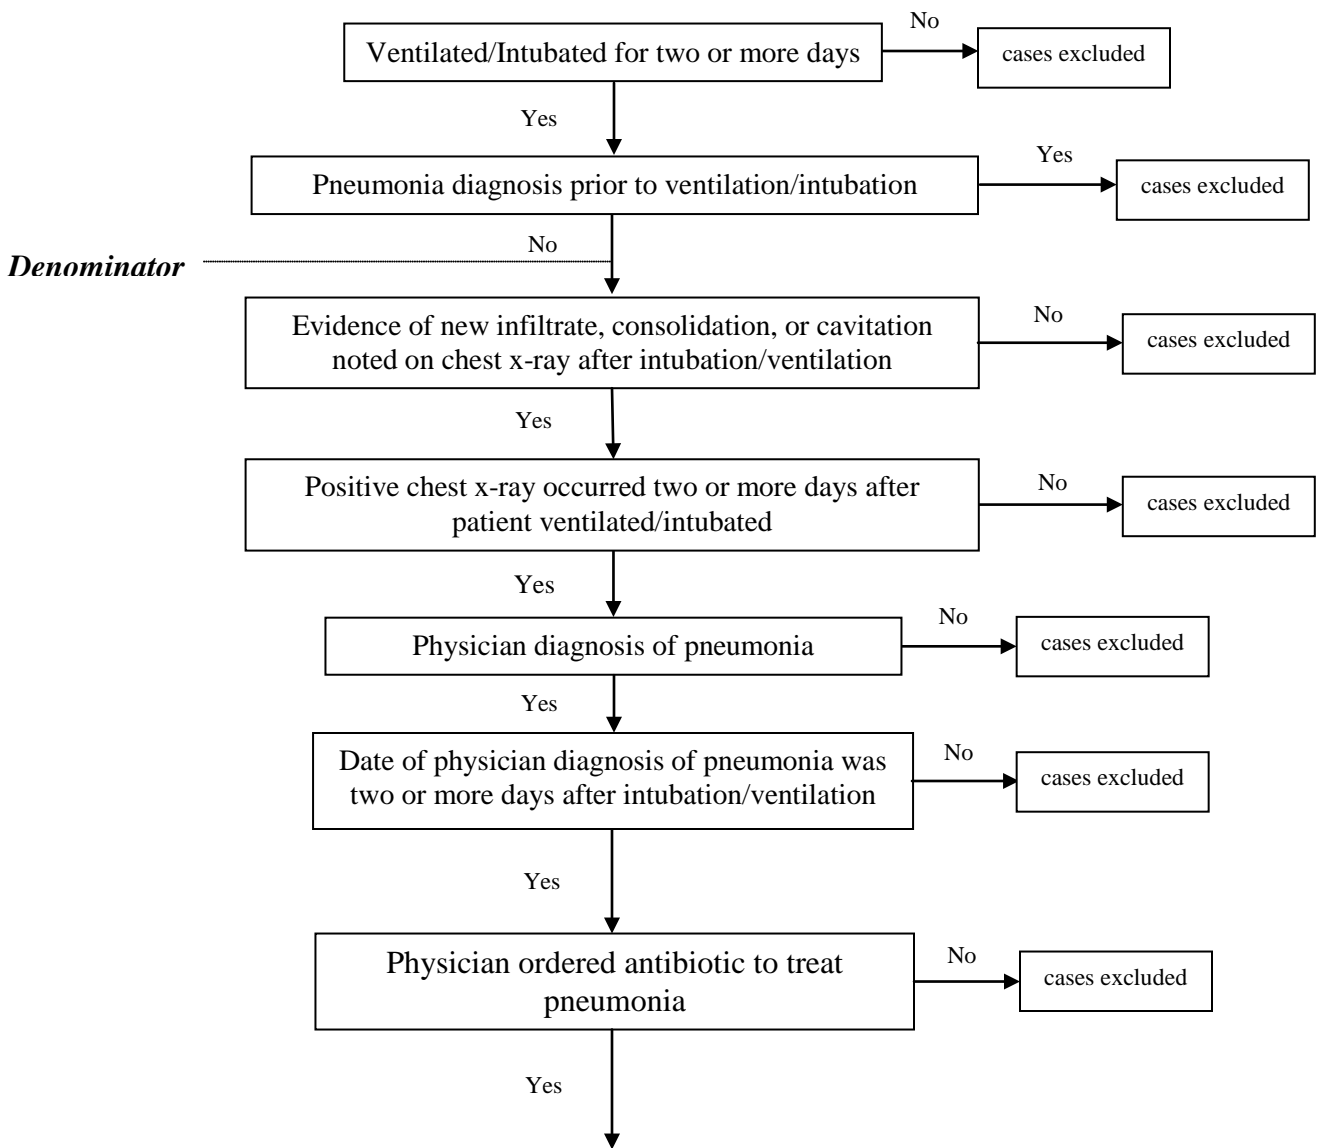 No
Ventilated/Intubated for two or more days
cases excluded
Yes
Yes
Pneumonia diagnosis prior to ventilation/intubation
cases excluded
No
Denominator
Evidence of new infiltrate, consolidation, or cavitation
noted on chest x-ray after intubation/ventilation
No
cases excluded
Yes
Positive chest x-ray occurred two or more days after
patient ventilated/intubated
No
cases excluded
Yes
Physician diagnosis of pneumonia
No
cases excluded
Yes
Date of physician diagnosis of pneumonia was
two or more days after intubation/ventilation
No
cases excluded
Yes
Physician ordered antibiotic to treat
pneumonia
No
cases excluded
Yes